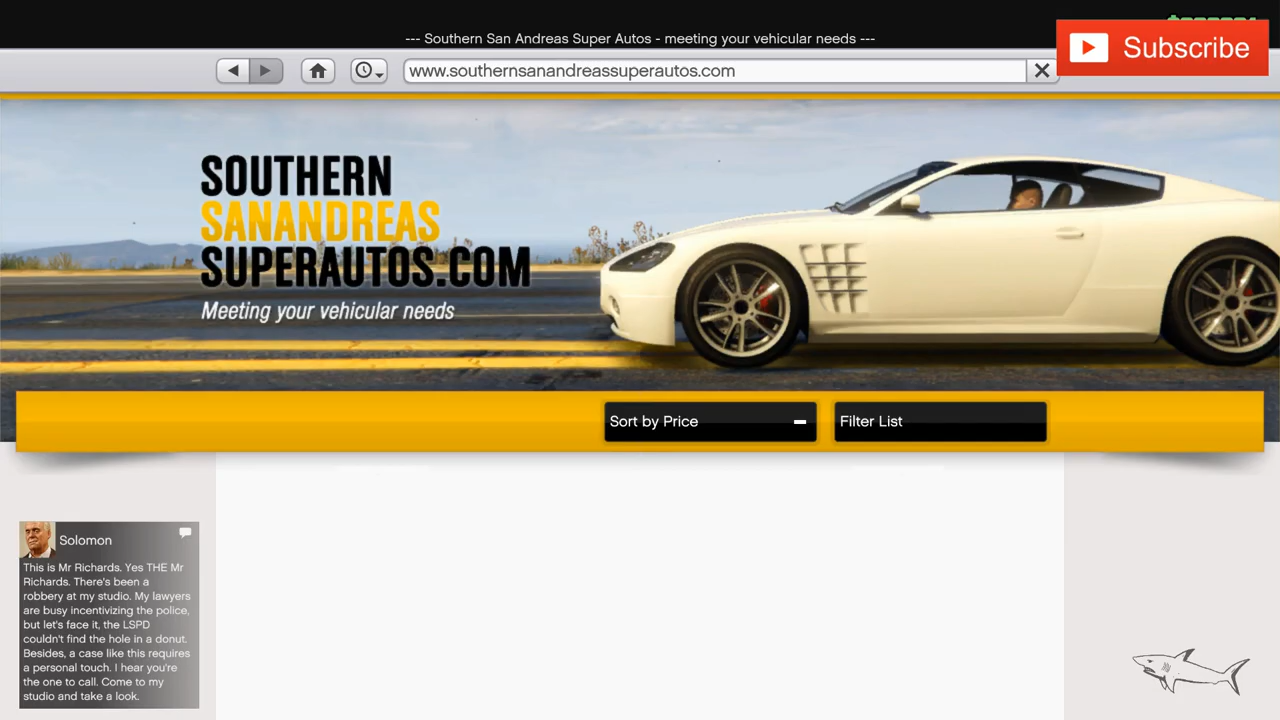 --- Southern San Andreas Super Autos - meeting your vehicular needs ---
Subscribe
www.southernsanandreassuperautos.com
SOUTHERN
SANANDREAS
SUPERAUTOS.COM
Meeting your vehicular needs
Sort by Price
Filter List
Solomon
This is Mr Richards. Yes THE Mr
Richards. There's been a
robbery at my studio. My lawyers
are busy incentivizing the police,
but let's face it, the LSPD
couldn't find the hole in a donut.
Besides, a case like this requires
a personal touch. I hear you're
the one to call. Come to my
studio and take a look.